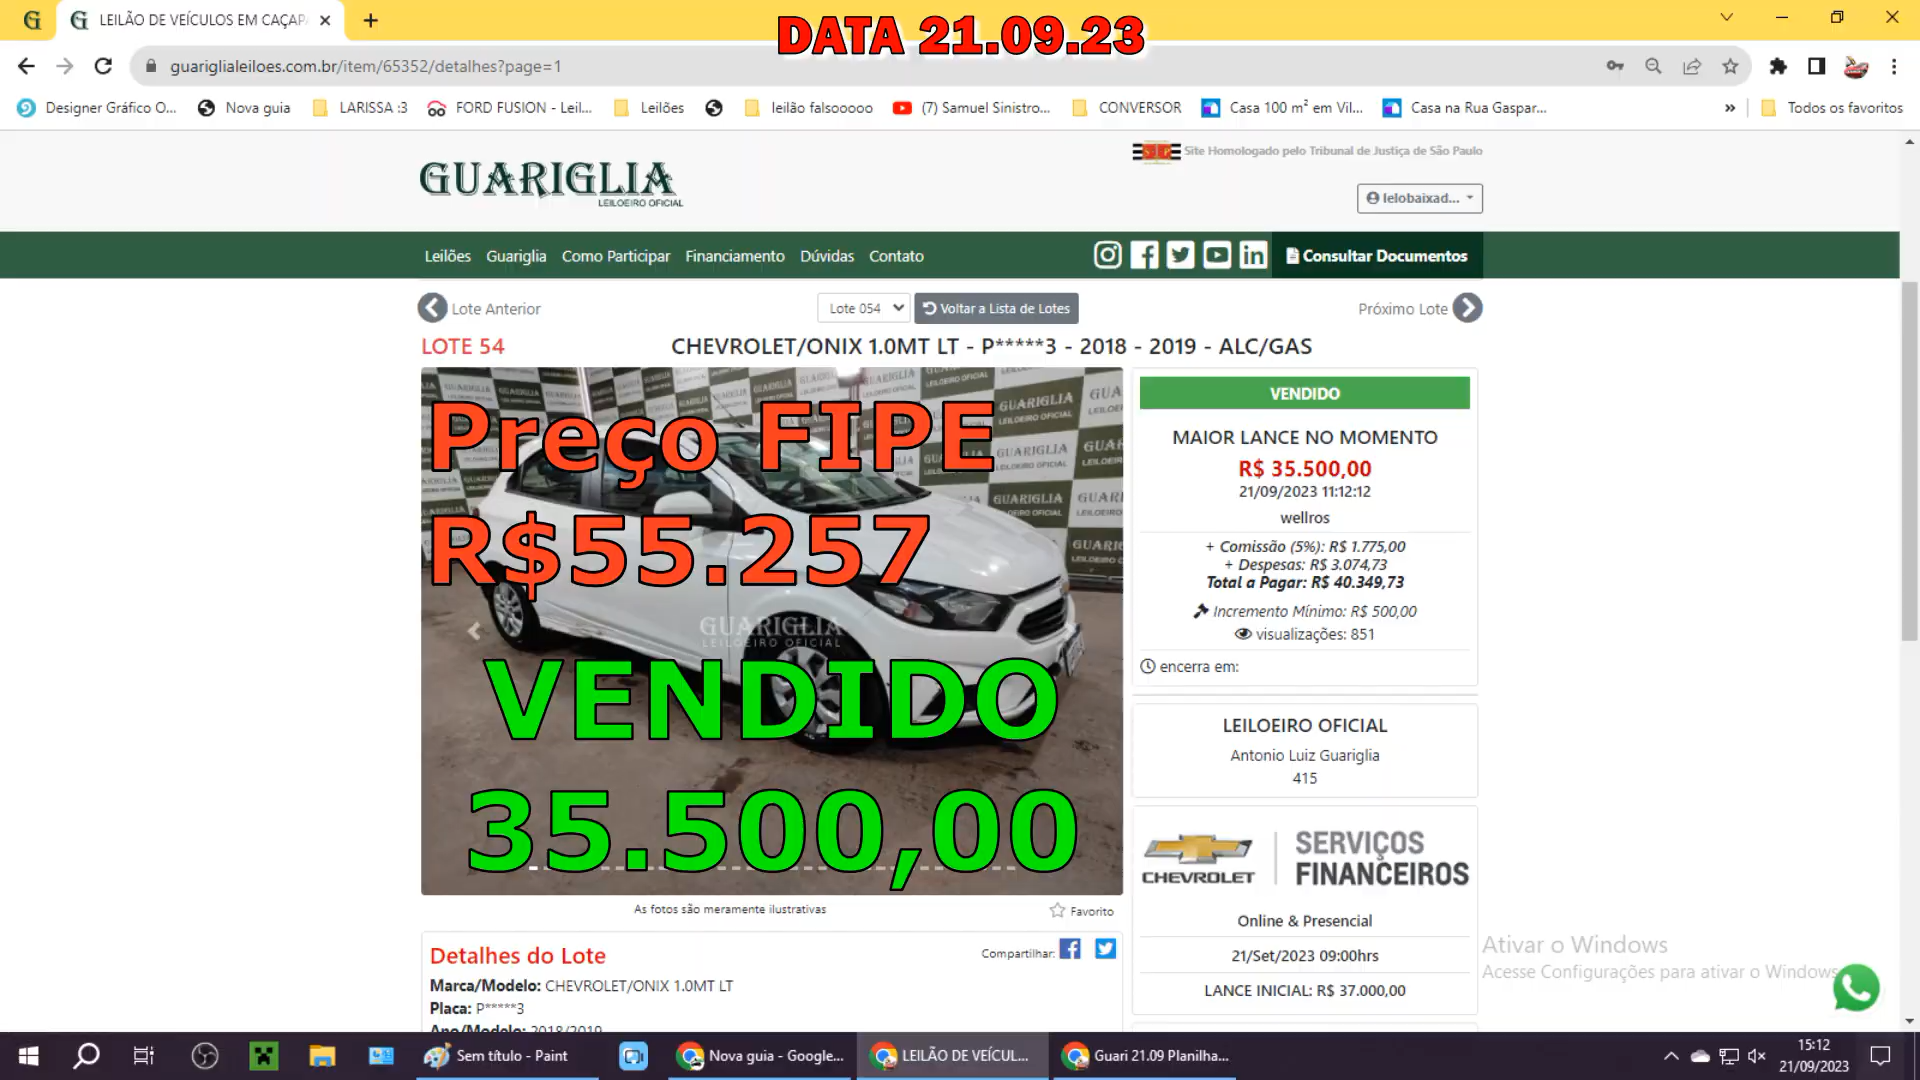 LEILÃO DE VEÍCULOS EM CAÇAP
DATA 21.09.23
guariglialeiloes.com.br/item/65352/detalhes?page=1
Designer Gráfico O...
Nova guia
LARISSA :3
FORD FUSION - Leil...
Leilões
leilão falsooooo
(7) Samuel Sinistro...
CONVERSOR
Casa 100 m² em Vil...
Casa na Rua Gaspar...
»
Todos os favoritos
GUARIGLIA
LEILOEIRO OFICIAL
Site Homologado pelo Tribunal de Justiça de São Paulo
lelobaixad...
Leilões Guariglia Como Participar Financiamento Dúvidas Contato
Consultar Documentos
Lote Anterior
Lote 054
Voltar a Lista de Lotes
Próximo Lote
LOTE 54
CHEVROLET/ONIX 1.0MT LT - P*****3 - 2018 - 2019 - ALC/GAS
Preço FIPE
R$55.257
GUARIGLIA
LEILOEIRO OFICIAL
VENDIDO
35.500,00
As fotos são meramente ilustrativas
Favorito
VENDIDO
MAIOR LANCE NO MOMENTO
R$ 35.500,00
21/09/2023 11:12:12
wellros
+ Comissão (5%): R$ 1.775,00
+ Despesas: R$ 3.074,73
Total a Pagar: R$ 40.349,73
Incremento Mínimo: R$ 500,00
visualizações: 851
encerra em:
LEILOEIRO OFICIAL
Antonio Luiz Guariglia
415
CHEVROLET
SERVIÇOS
FINANCEIROS
Online & Presencial
21/Set/2023 09:00hrs
LANCE INICIAL: R$ 37.000,00
Detalhes do Lote
Compartilhar:
Marca/Modelo: CHEVROLET/ONIX 1.0MT LT
Placa: P*****3
Ano/Modelo: 2018/2019
Ativar o Windows
Acesse Configurações para ativar o Windows
Sem título - Paint
Nova guia - Google...
LEILÃO DE VEÍCUL...
Guari 21.09 Planilha...
15:12
21/09/2023